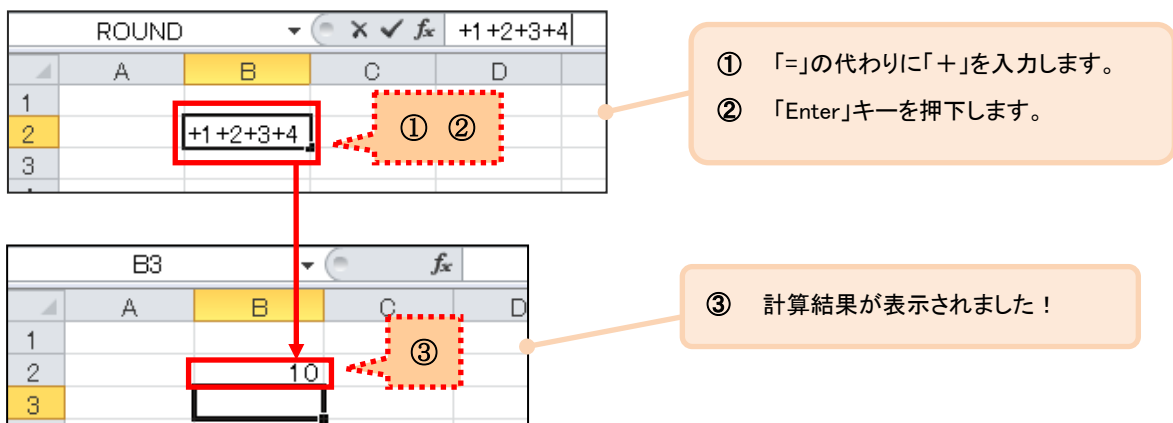 ROUND fx +1+2+3+4
A B C D
1
2 +1+2+3+4
3
① ②
① 「=」の代わりに「＋」を入力します。
② 「Enter」キーを押下します。
B3 fx
A B C D
1
2 10
3
③
③ 計算結果が表示されました！